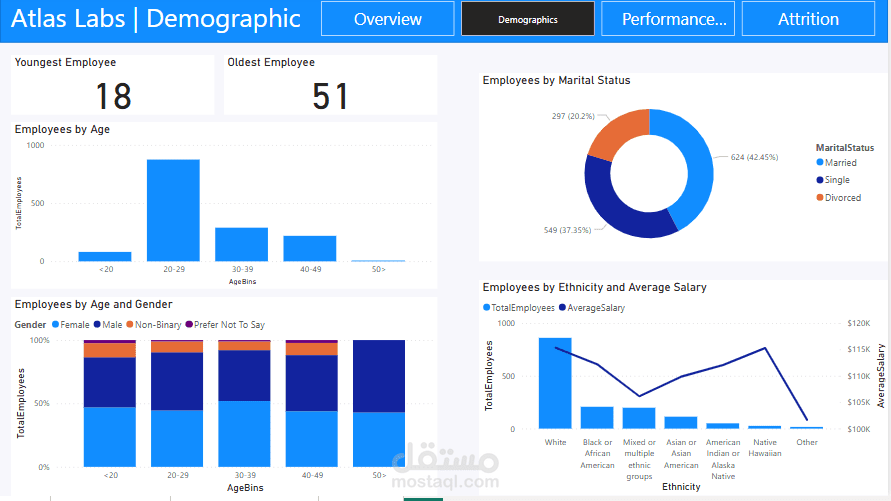 Atlas Labs | Demographic
Overview
Demographics
Performance...
Attrition
Youngest Employee
18
Oldest Employee
51
Employees by Age
TotalEmployees
1000
500
0
<20
20-29
30-39
40-49
50>
AgeBins
Employees by Age and Gender
Gender Female Male Non-Binary Prefer Not To Say
TotalEmployees
100%
50%
0%
<20
20-29
30-39
40-49
50>
AgeBins
Employees by Marital Status
297 (20.2%)
624 (42.45%)
549 (37.35%)
MaritalStatus
Married
Single
Divorced
Employees by Ethnicity and Average Salary
TotalEmployees AverageSalary
TotalEmployees
1000
500
0
$120K
$115K
$110K
$105K
$100K
AverageSalary
White
Black or
African
American
Mixed or
multiple
ethnic
groups
Asian or
Asian
American
American
Indian or
Alaska
Native
Native
Hawaiian
Other
Ethnicity
مستقل
mostaql.com